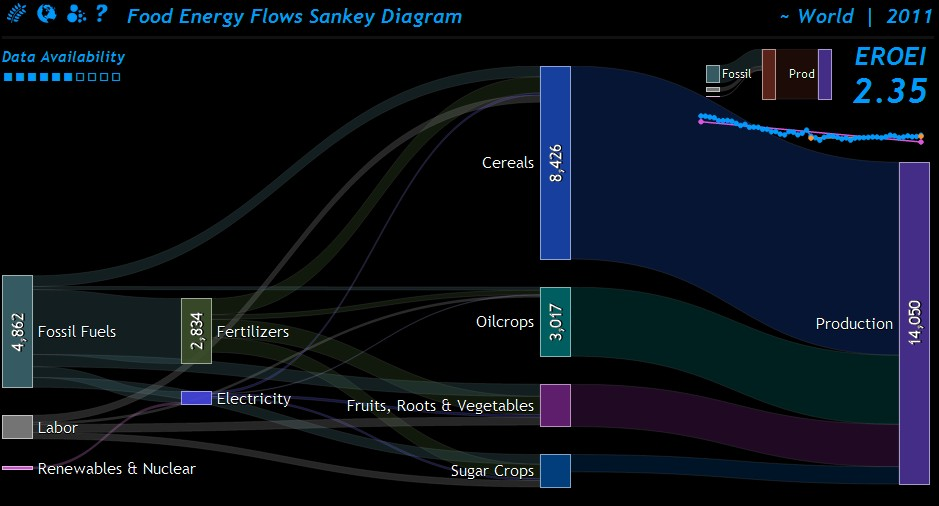 ? Food Energy Flows Sankey Diagram
~ World | 2011
Data Availability
EROEI
2.35
Fossil
Prod
Cereals
8,426
Oilcrops
3,017
Production
14,050
Fossil Fuels
4,862
Fertilizers
2,834
Electricity
Fruits, Roots & Vegetables
Labor
Renewables & Nuclear
Sugar Crops